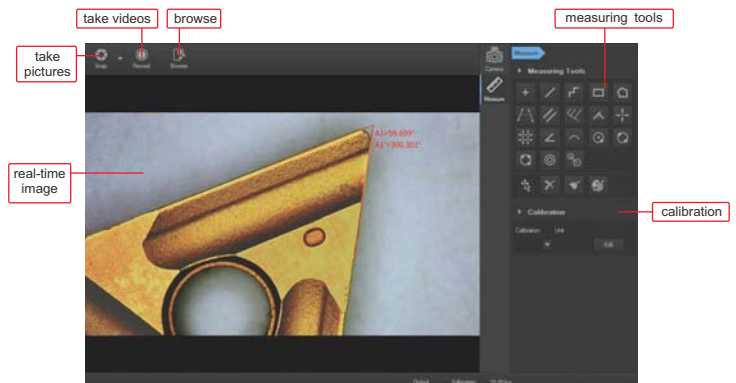 take videos
browse
measuring tools
take
pictures
Snap
Record
Browse
Camera
Measure
Measure
Measuring Tools
A1=59.699°
A1'=300.301°
real-time
image
Calibration
calibration
Calibration
Unit
Edit